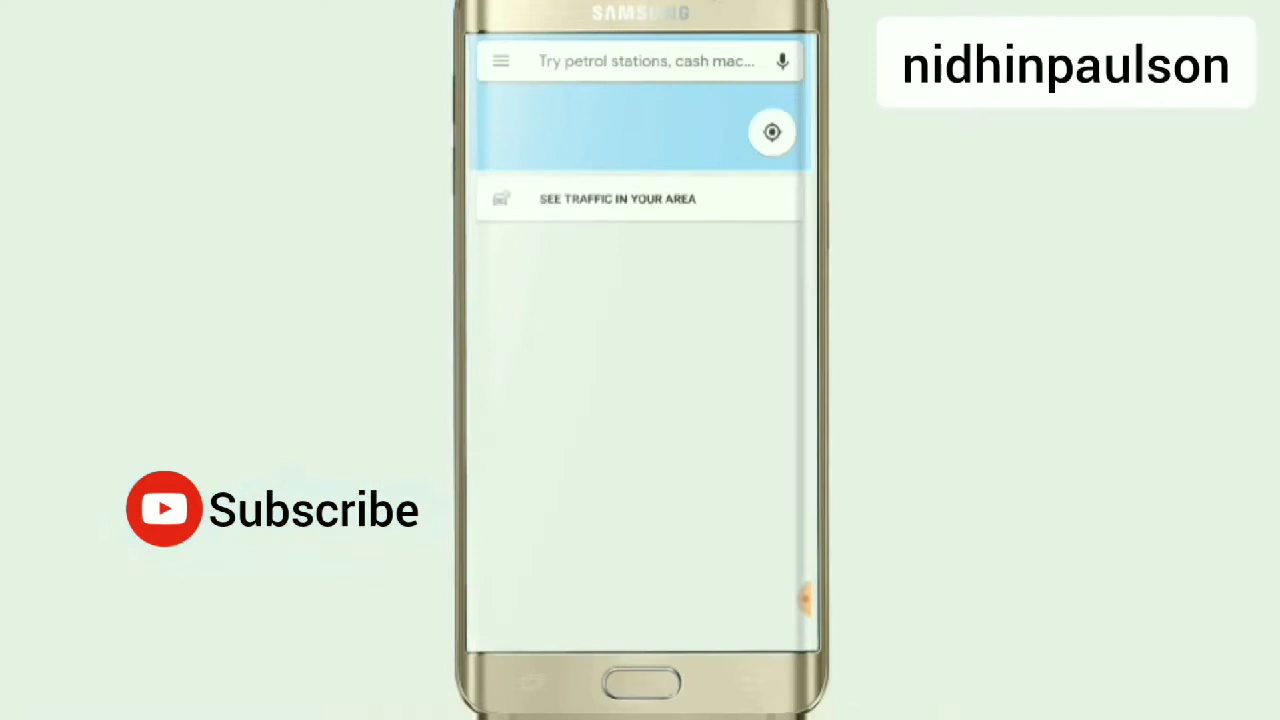 SAMSUNG
nidhinpaulson
Try petrol stations, cash mac...
SEE TRAFFIC IN YOUR AREA
Subscribe